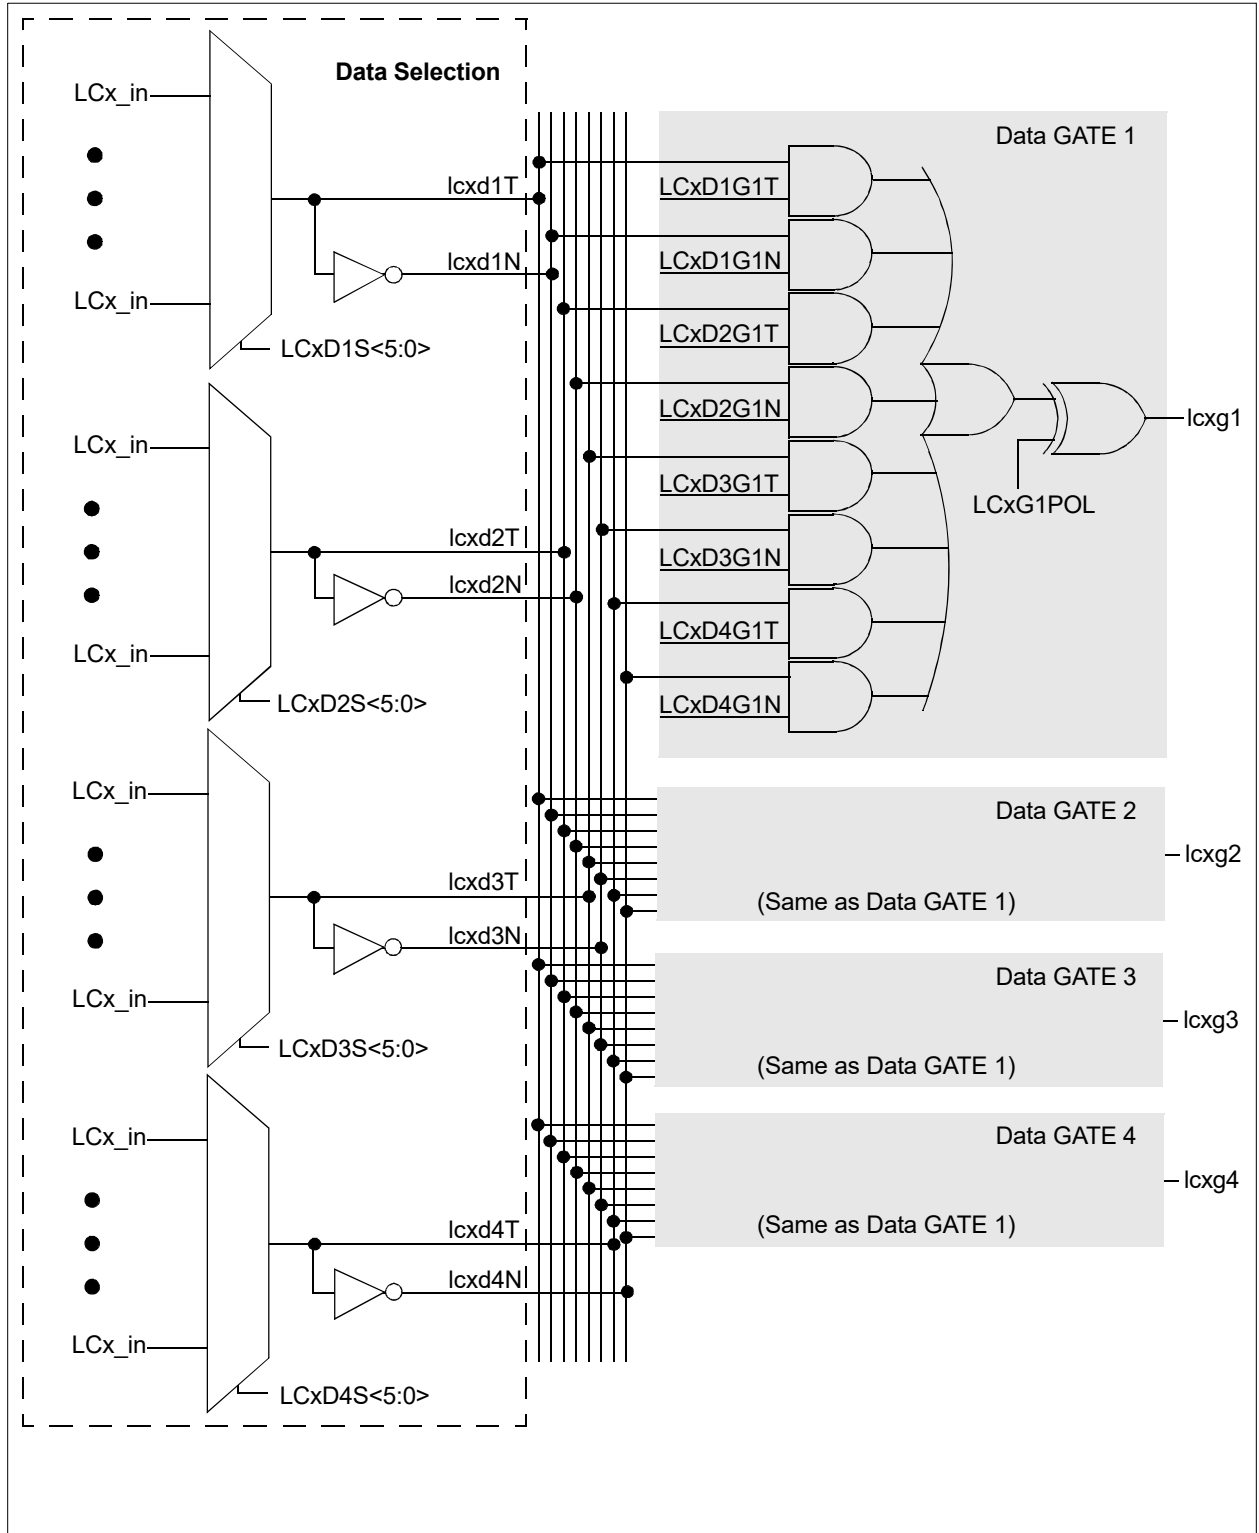 Data Selection
LCx_in
LCx_in
LCxD1S<5:0>
lcxd1T
lcxd1N
LCx_in
LCx_in
LCxD2S<5:0>
lcxd2T
lcxd2N
LCx_in
LCx_in
LCxD3S<5:0>
lcxd3T
lcxd3N
LCx_in
LCx_in
LCxD4S<5:0>
lcxd4T
lcxd4N
Data GATE 1
LCxD1G1T
LCxD1G1N
LCxD2G1T
LCxD2G1N
LCxD3G1T
LCxD3G1N
LCxD4G1T
LCxD4G1N
LCxG1POL
lcxg1
Data GATE 2
(Same as Data GATE 1)
lcxg2
Data GATE 3
(Same as Data GATE 1)
lcxg3
Data GATE 4
(Same as Data GATE 1)
lcxg4